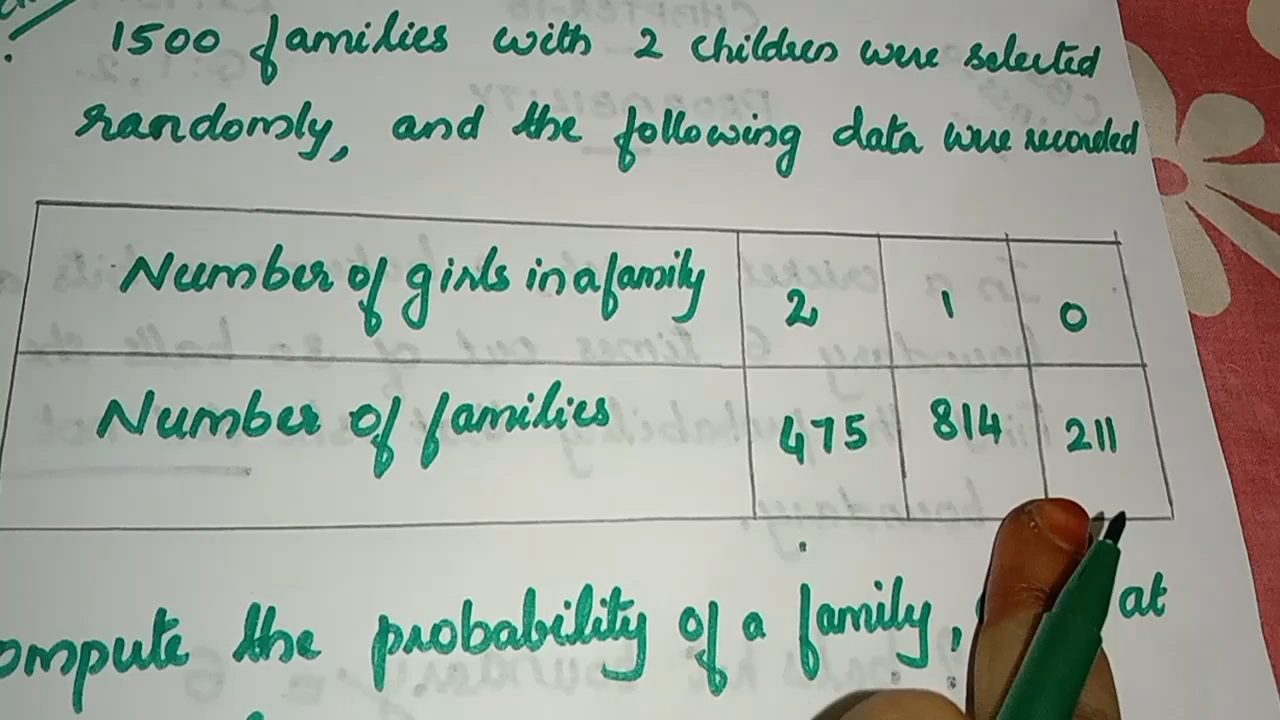 1500 families with 2 children were selected
randomly, and the following data were recorded
Number of girls in a family 2 1 0
Number of families 475 814 211
ompute the probability of a family, at